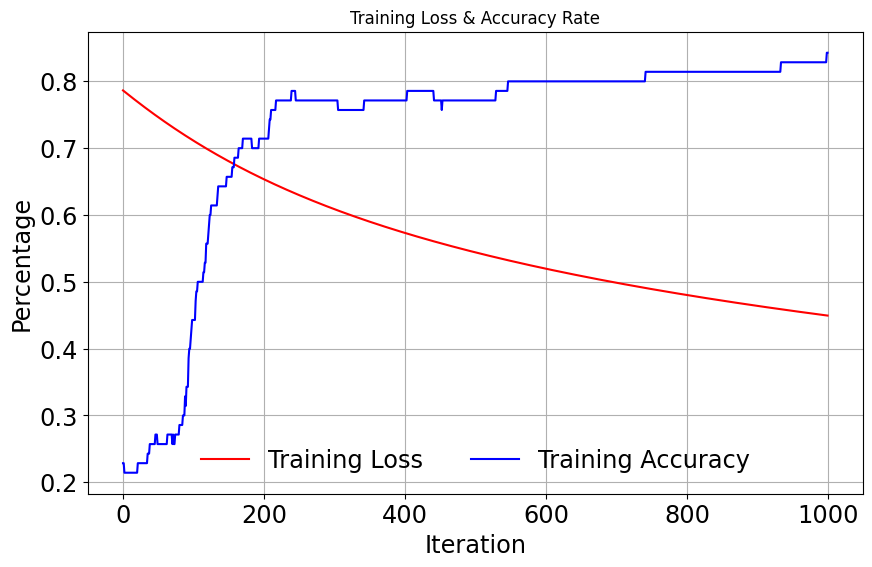 Training Loss & Accuracy Rate
Percentage
0.8
0.7
0.6
0.5
0.4
0.3
0.2
Training Loss Training Accuracy
0 200 400 600 800 1000
Iteration